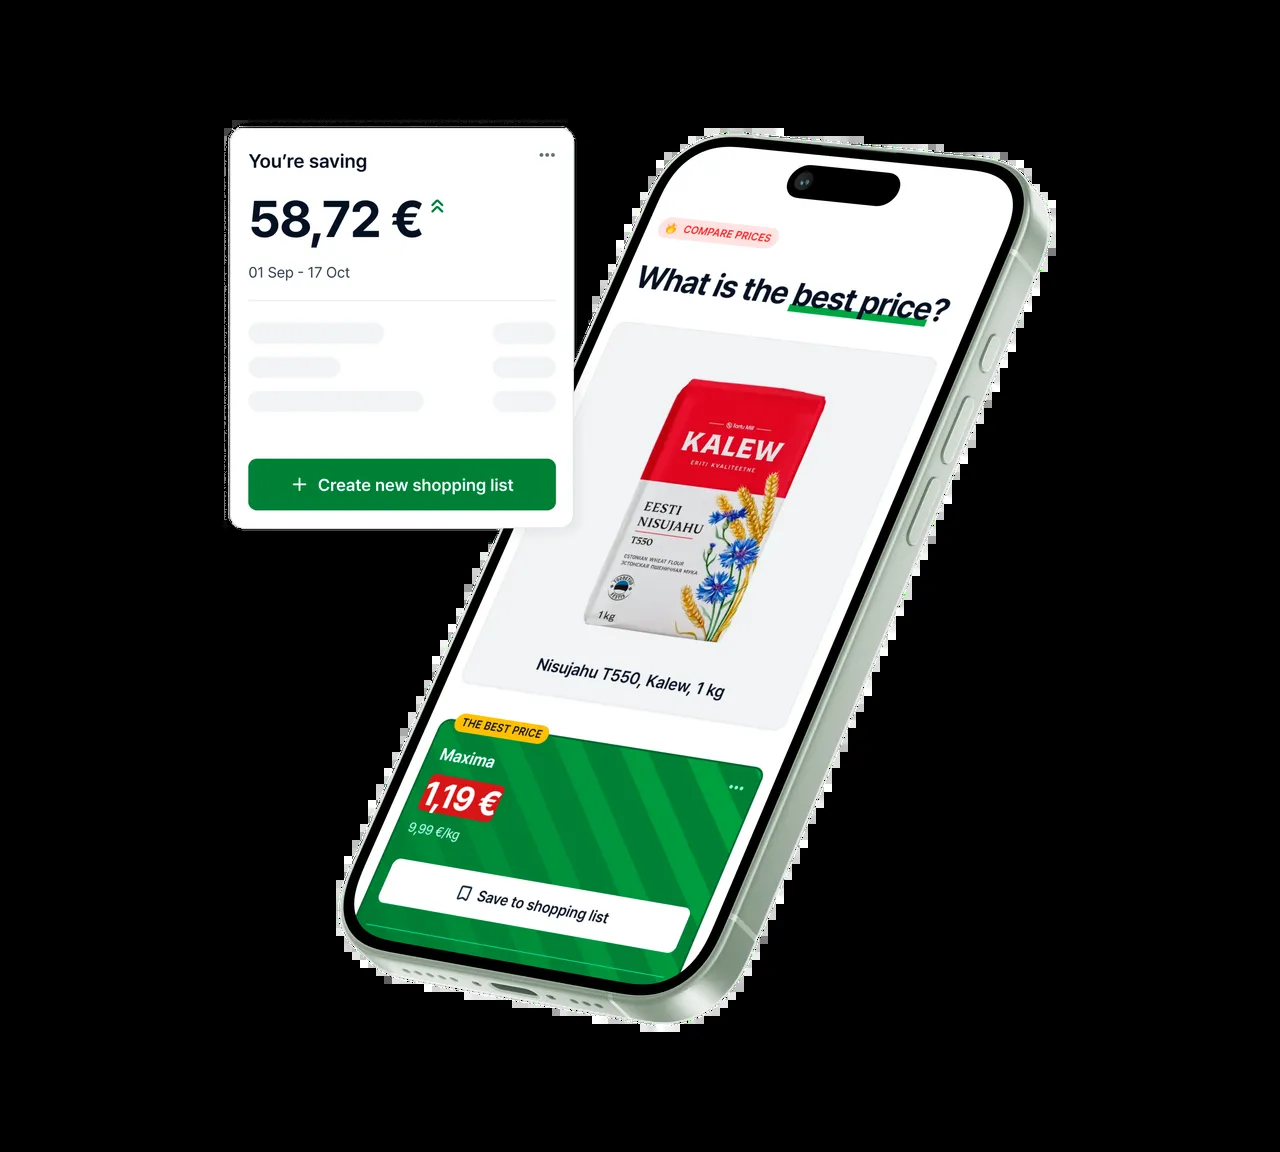 You're saving
58,72 €
01 Sep - 17 Oct
+ Create new shopping list
COMPARE PRICES
What is the best price?
Tartu Mill
KALEW
ERITI KVALITEETNE
EESTI
NISUJAHU
T550
ESTONIAN WHEAT FLOUR
ЭСТОНСКАЯ ПШЕНИЧНАЯ МУКА
1 kg
Nisujahu T550, Kalew, 1 kg
THE BEST PRICE
Maxima
1,19 €
9,99 €/kg
Save to shopping list